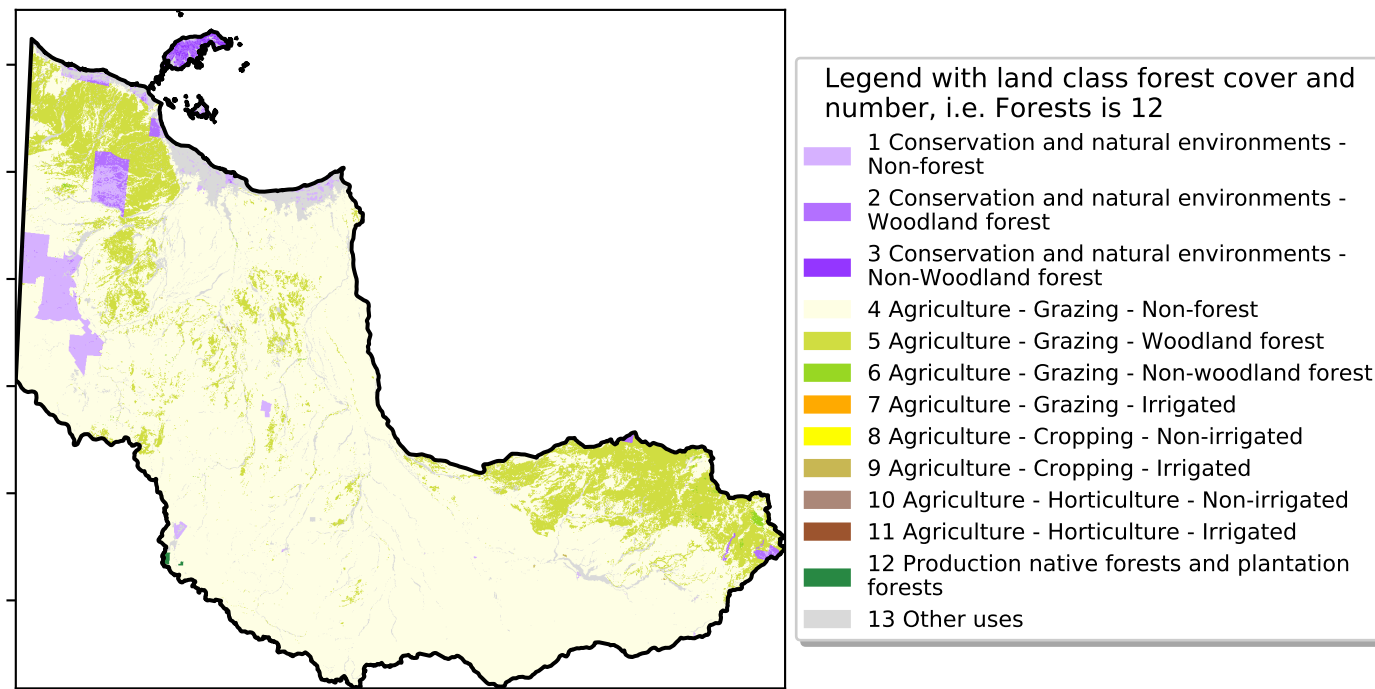 Legend with land class forest cover and
number, i.e. Forests is 12
1 Conservation and natural environments -
Non-forest
2 Conservation and natural environments -
Woodland forest
3 Conservation and natural environments -
Non-Woodland forest
4 Agriculture - Grazing - Non-forest
5 Agriculture - Grazing - Woodland forest
6 Agriculture - Grazing - Non-woodland forest
7 Agriculture - Grazing - Irrigated
8 Agriculture - Cropping - Non-irrigated
9 Agriculture - Cropping - Irrigated
10 Agriculture - Horticulture - Non-irrigated
11 Agriculture - Horticulture - Irrigated
12 Production native forests and plantation
forests
13 Other uses